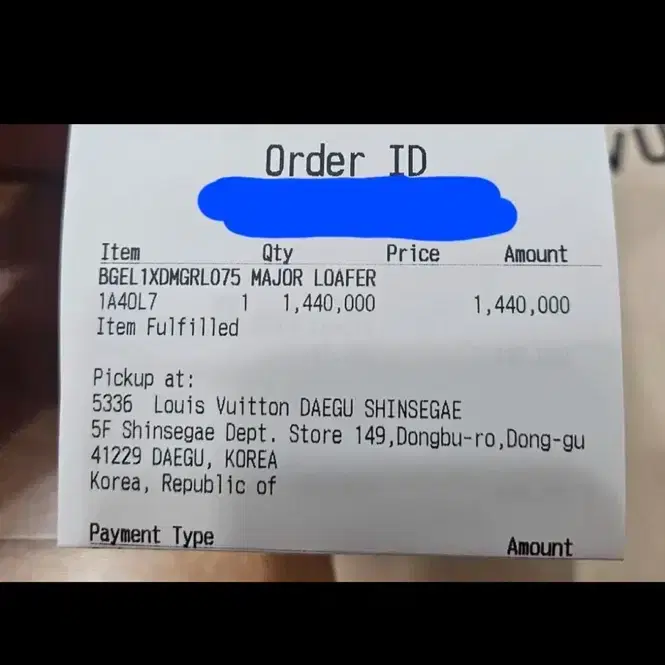 Order ID
Item Qty Price Amount
BGEL1XDMGRL075 MAJOR LOAFER
1A40L7 1 1,440,000 1,440,000
Item Fulfilled
Pickup at:
5336 Louis Vuitton DAEGU SHINSEGAE
5F Shinsegae Dept. Store 149,Dongbu-ro,Dong-gu
41229 DAEGU, KOREA
Korea, Republic of
Payment Type Amount